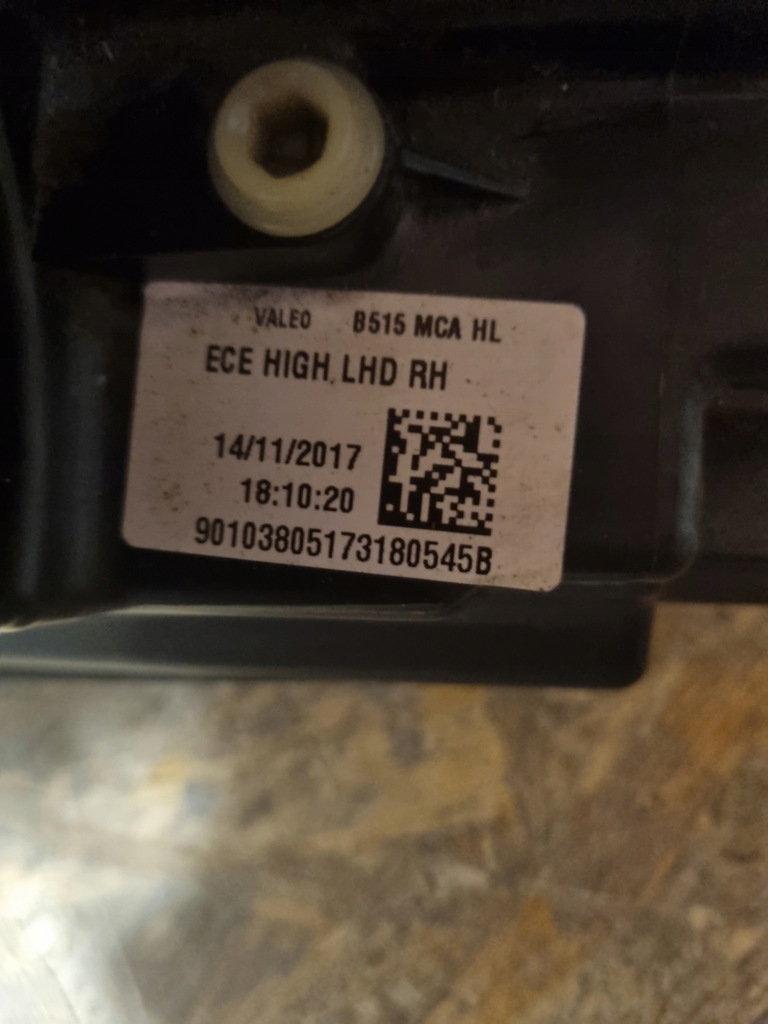 VALEO B515 MCA HL
ECE HIGH LHD RH
14/11/2017
18:10:20
90103805173180545B